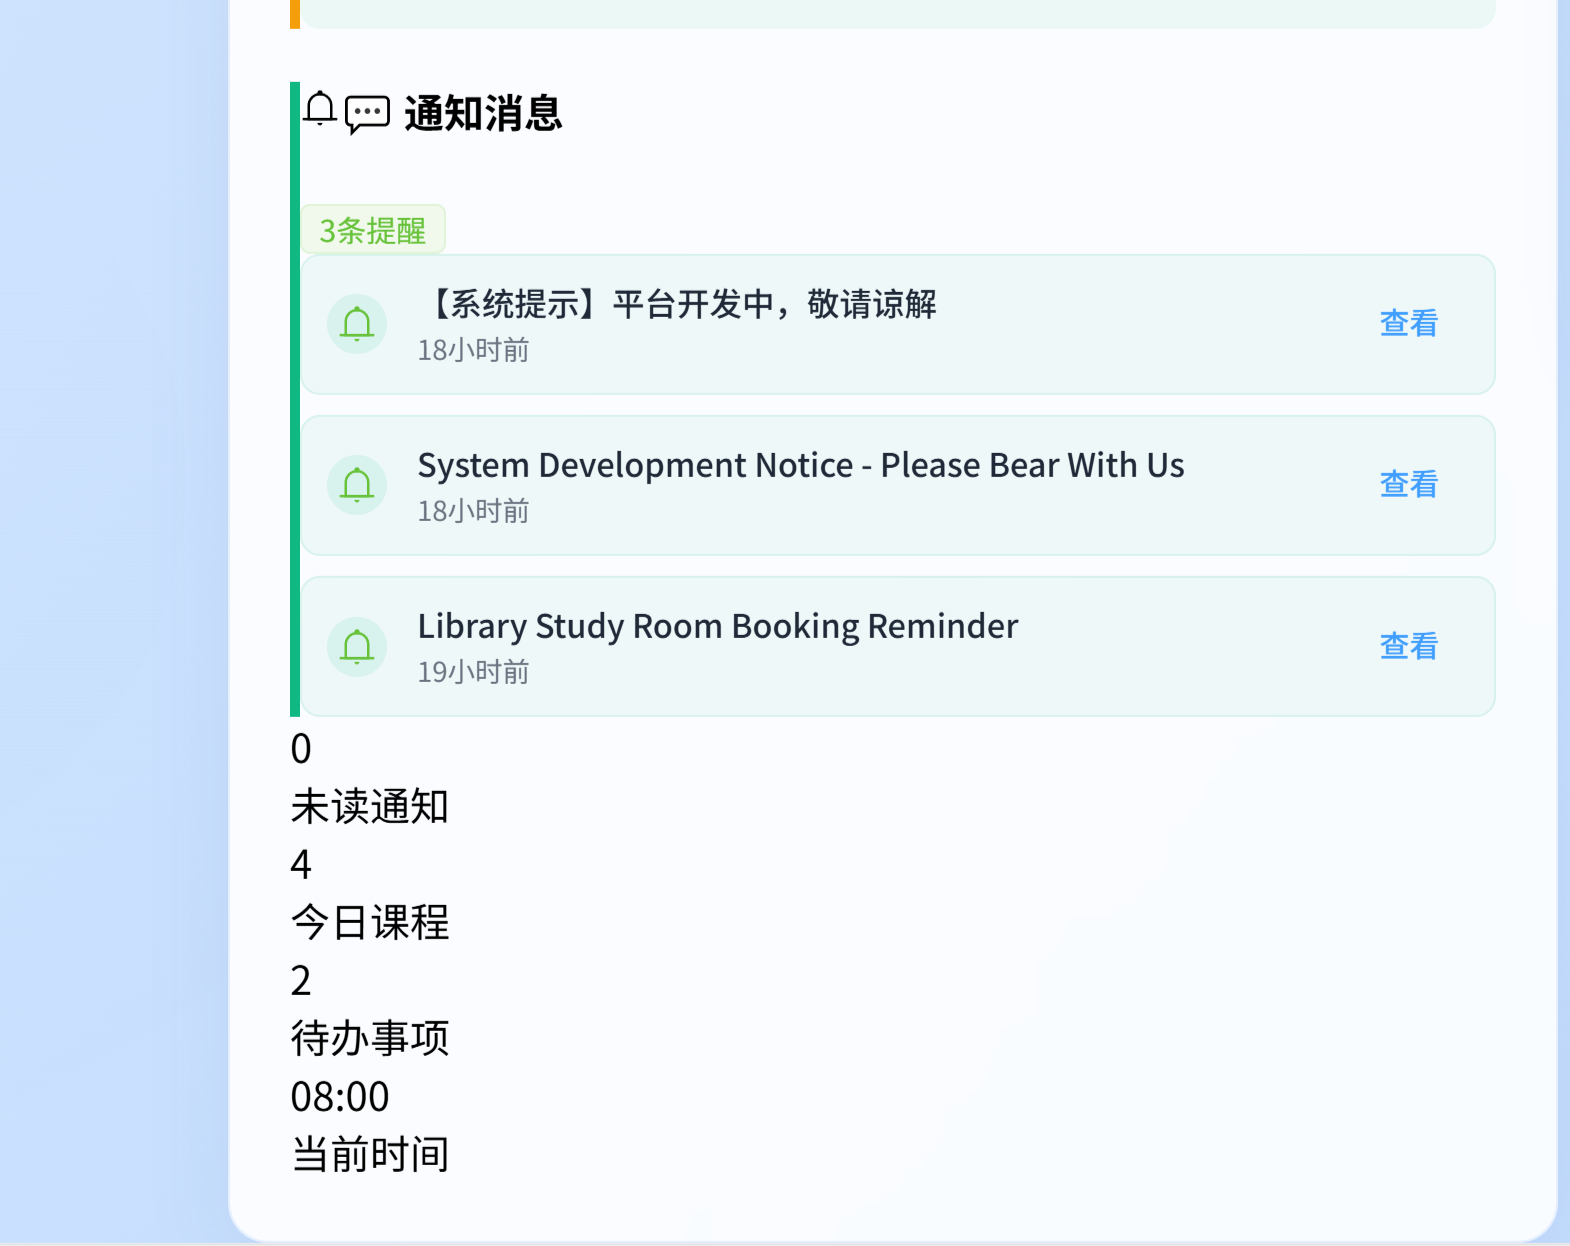 通知消息
3条提醒
【系统提示】平台开发中，敬请谅解
18小时前
查看
System Development Notice - Please Bear With Us
18小时前
查看
Library Study Room Booking Reminder
19小时前
查看
0
未读通知
4
今日课程
2
待办事项
08:00
当前时间